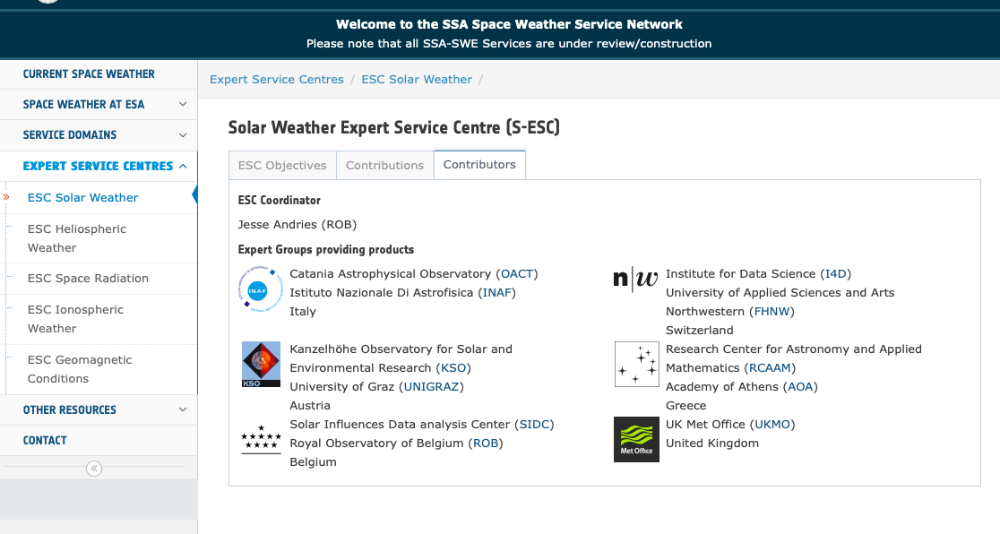 Welcome to the SSA Space Weather Service Network
Please note that all SSA-SWE Services are under review/construction
CURRENT SPACE WEATHER
SPACE WEATHER AT ESA
SERVICE DOMAINS
EXPERT SERVICE CENTRES
ESC Solar Weather
ESC Heliospheric
Weather
ESC Space Radiation
ESC Ionospheric
Weather
ESC Geomagnetic
Conditions
OTHER RESOURCES
CONTACT
Expert Service Centres / ESC Solar Weather /
Solar Weather Expert Service Centre (S-ESC)
ESC Objectives
Contributions
Contributors
ESC Coordinator
Jesse Andries (ROB)
Expert Groups providing products
INAF
Catania Astrophysical Observatory (OACT)
Istituto Nazionale Di Astrofisica (INAF)
Italy
n|w
Institute for Data Science (I4D)
University of Applied Sciences and Arts
Northwestern (FHNW)
Switzerland
KSO
Kanzelhöhe Observatory for Solar and
Environmental Research (KSO)
University of Graz (UNIGRAZ)
Austria
Research Center for Astronomy and Applied
Mathematics (RCAAM)
Academy of Athens (AOA)
Greece
Solar Influences Data analysis Center (SIDC)
Royal Observatory of Belgium (ROB)
Belgium
Met Office
UK Met Office (UKMO)
United Kingdom